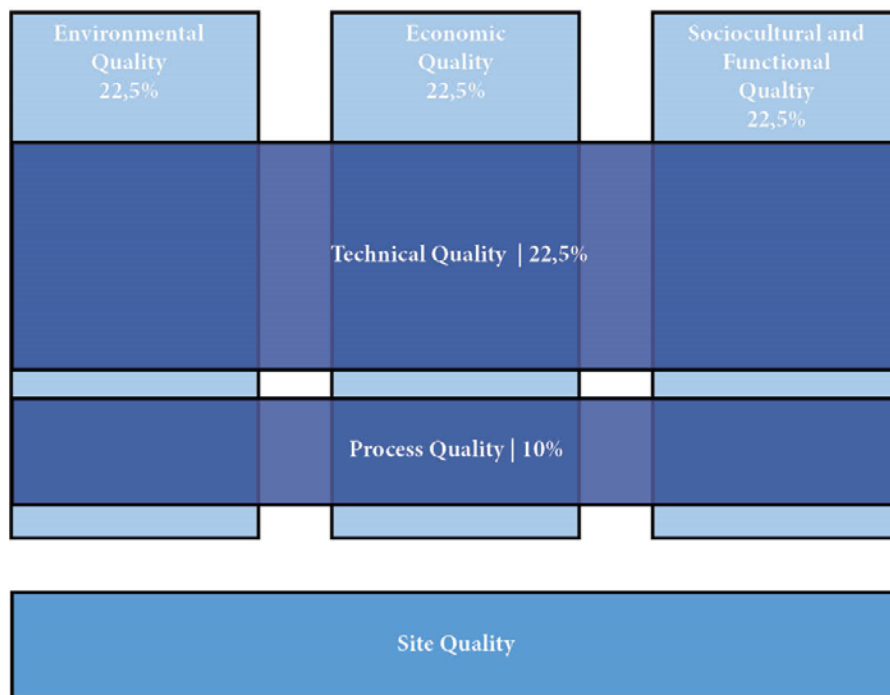 Environmental
Quality
22,5%
Economic
Quality
22,5%
Sociocultural and
Functional
Qualtiy
22,5%
Technical Quality | 22,5%
Process Quality | 10%
Site Quality